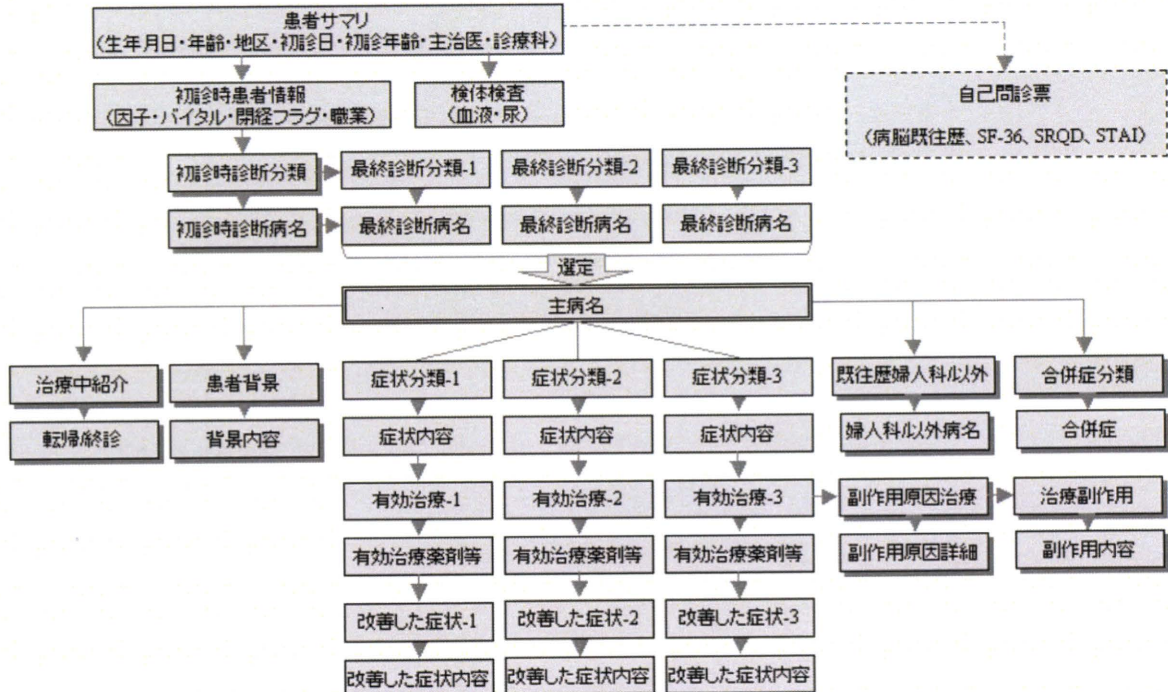 患者サマリ
(生年月日・年齢・地区・初診日・初診年齢・主治医・診療科)
初診時患者情報
(因子・バイタル・閉経フラグ・職業)
検体検査
(血液・尿)
自己問診票
(病脳既往歴、SF-36、SRQD、STAI)
初診時診断分類
最終診断分類-1
最終診断分類-2
最終診断分類-3
初診時診断病名
最終診断病名
最終診断病名
最終診断病名
選定
主病名
治療中紹介
患者背景
症状分類-1
症状分類-2
症状分類-3
既往歴婦人科/以外
合併症分類
転帰/終診
背景内容
症状内容
症状内容
症状内容
婦人科/以外病名
合併症
有効治療-1
有効治療-2
有効治療-3
副作用原因治療
治療副作用
有効治療薬剤等
有効治療薬剤等
有効治療薬剤等
副作用原因詳細
副作用内容
改善した症状-1
改善した症状-2
改善した症状-3
改善した症状内容
改善した症状内容
改善した症状内容